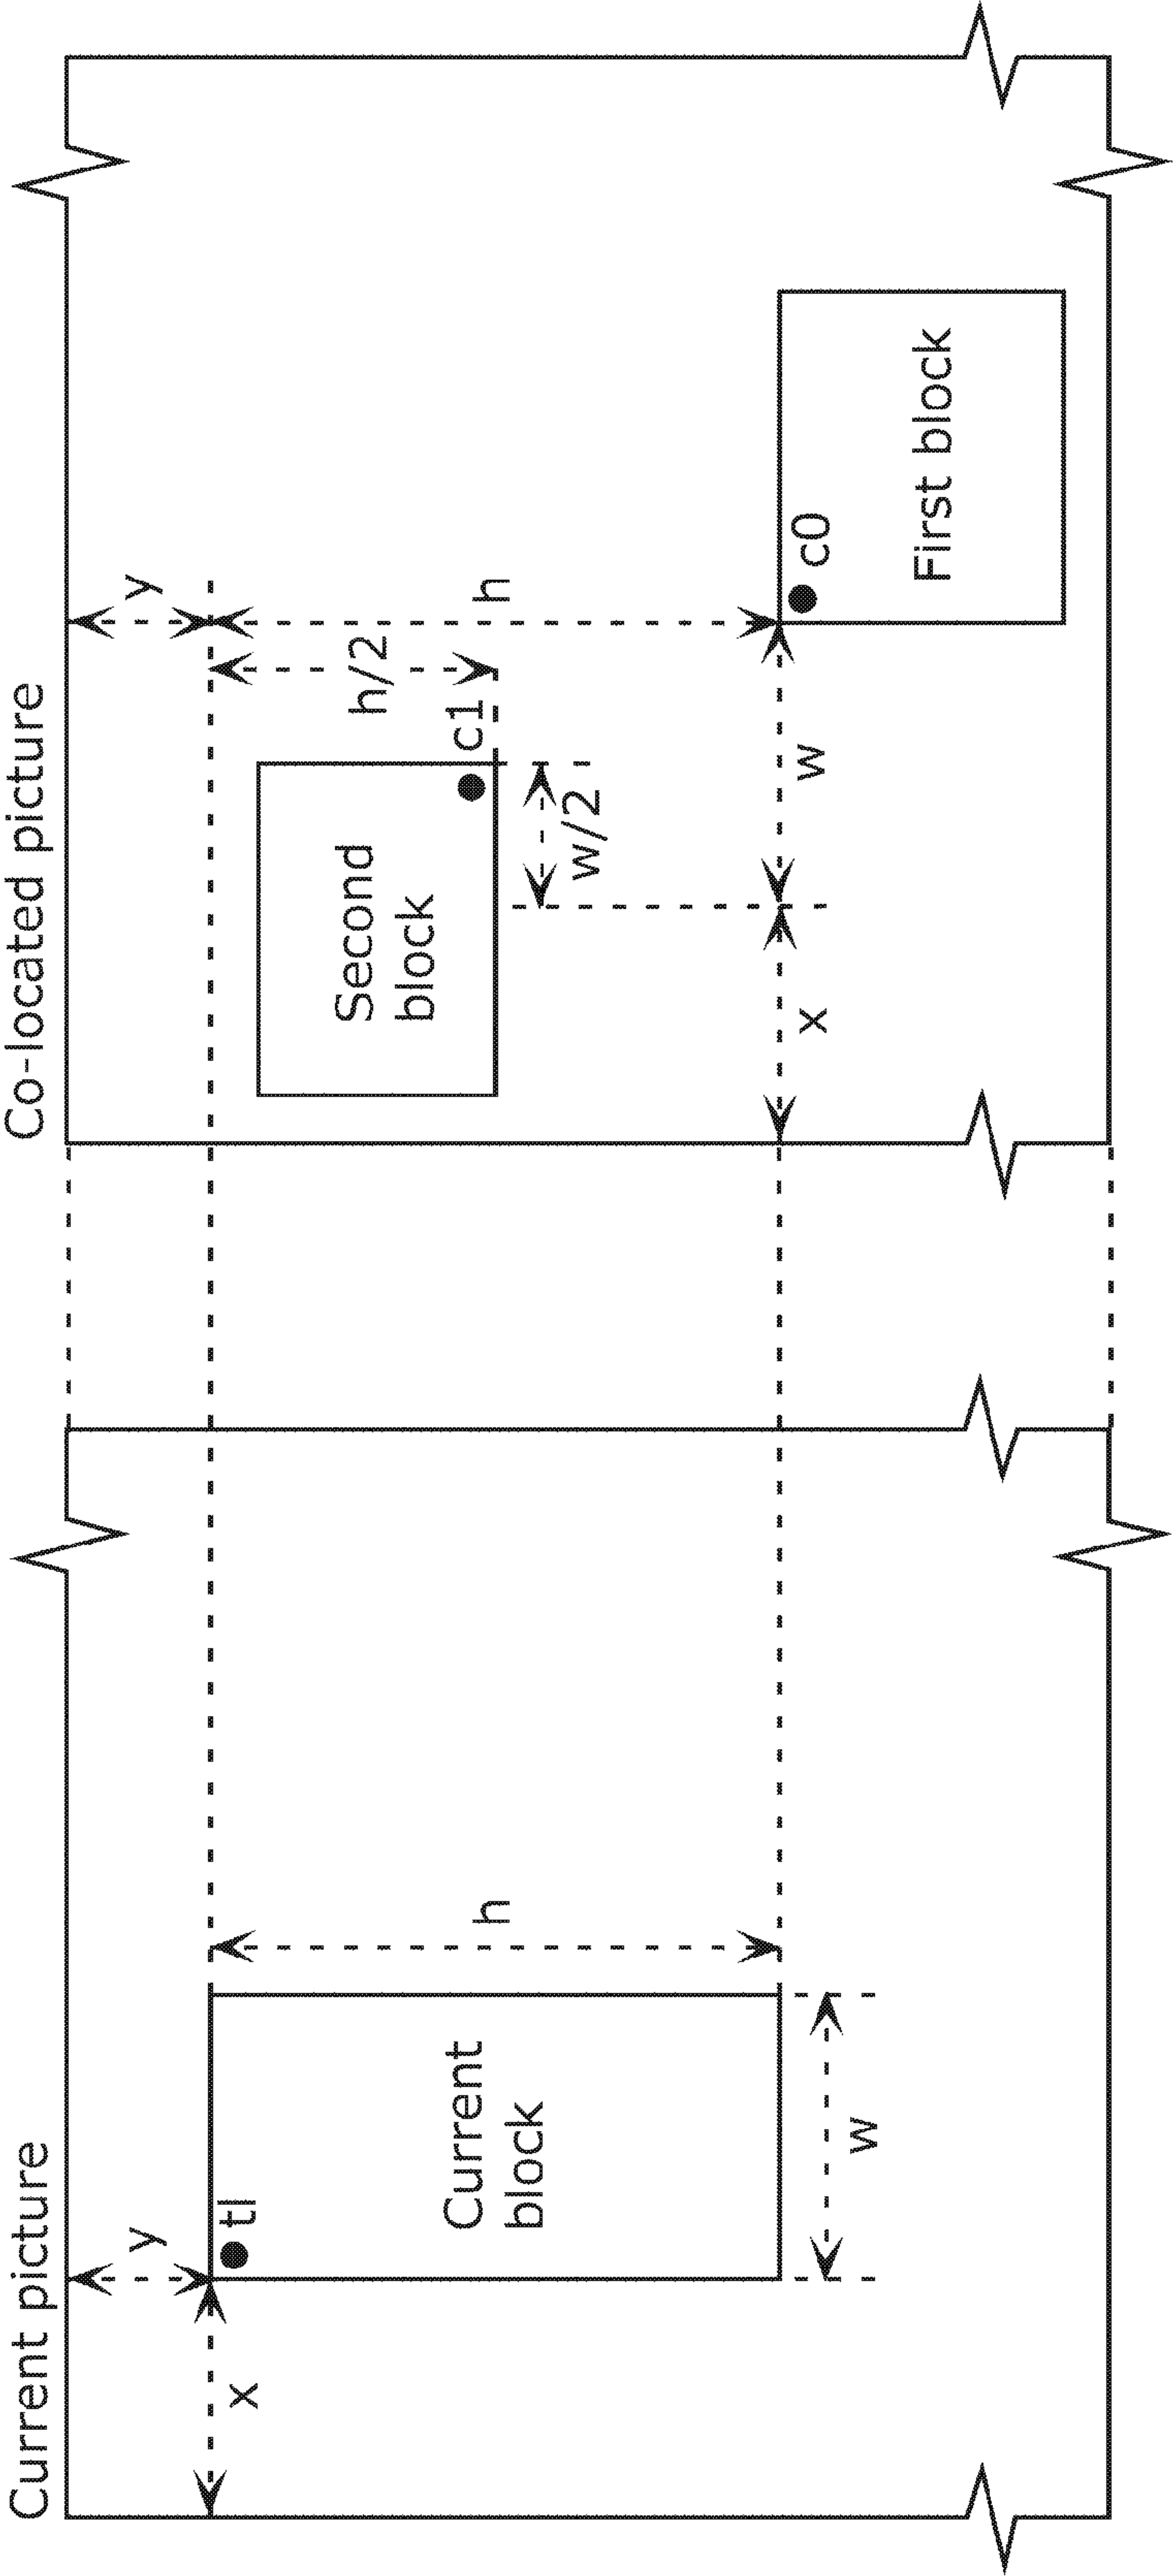 Current picture
y
x
tl
Current
block
h
w
Co-located picture
y
h/2
h
c1
Second
block
w/2
x
w
c0
First block